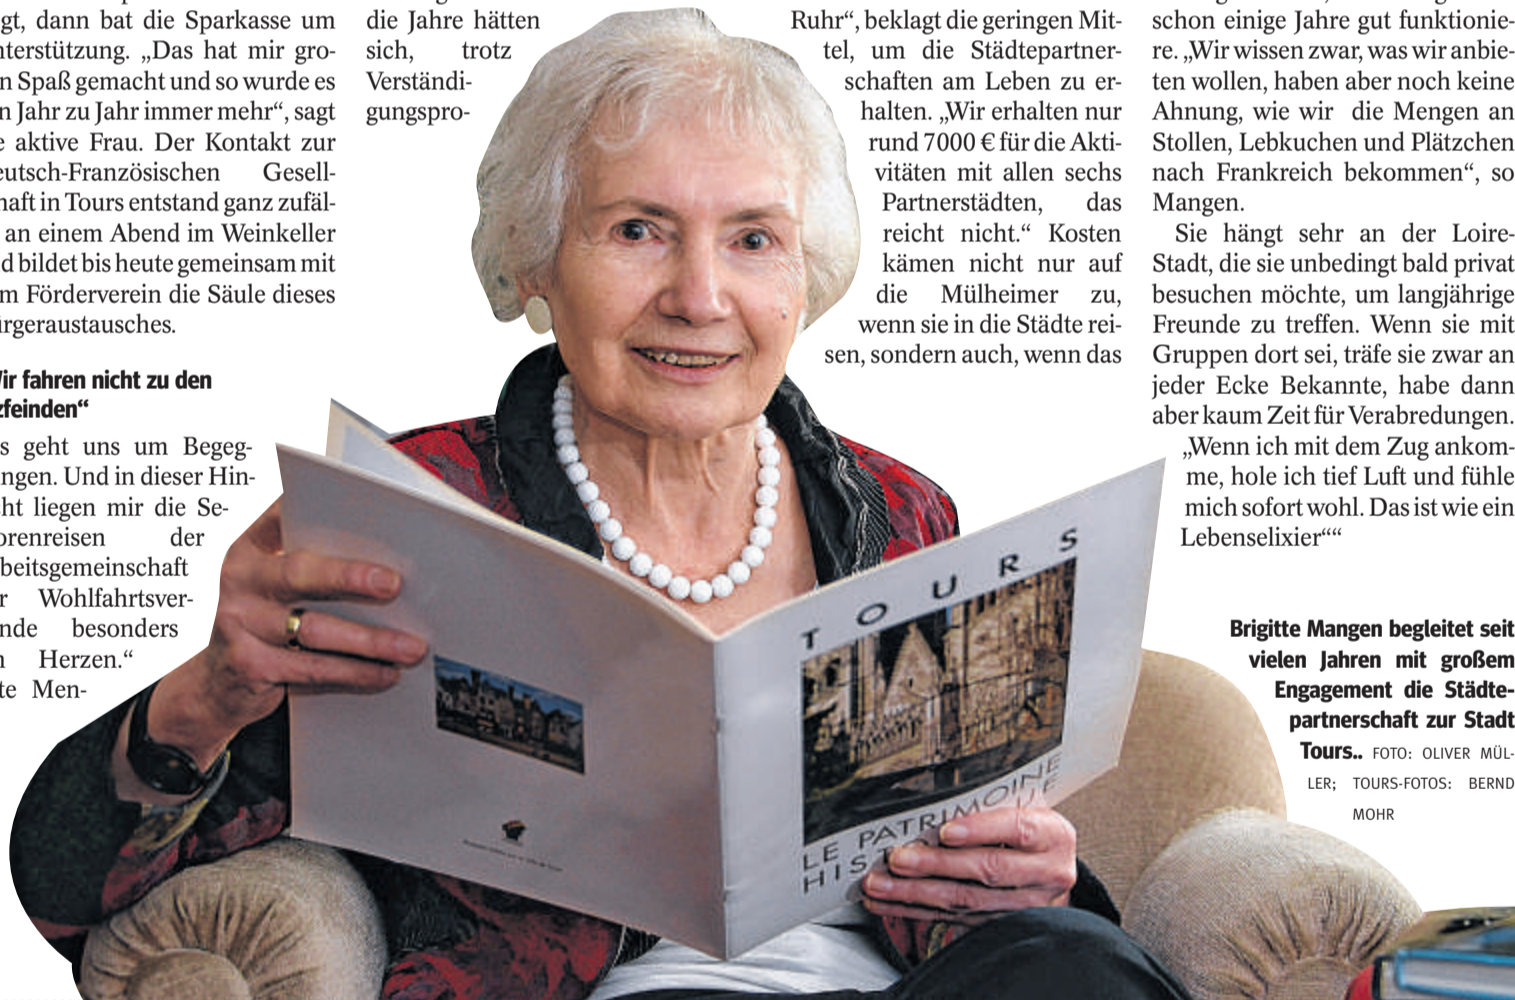 gt, dann bat die Sparkasse um
nterstützung. „Das hat mir gro-
n Spaß gemacht und so wurde es
n Jahr zu Jahr immer mehr“, sagt
e aktive Frau. Der Kontakt zur
eutsch-Französischen Gesell-
haft in Tours entstand ganz zufäl-
an einem Abend im Weinkeller
d bildet bis heute gemeinsam mit
m Förderverein die Säule dieses
ürgeraustausches.
Wir fahren nicht zu den
zfeinden“
s geht uns um Begeg-
ngen. Und in dieser Hin-
cht liegen mir die Se-
orenreisen der
beitsgemeinschaft
r Wohlfahrtsver-
nde besonders
n Herzen.“
te Men-
die Jahre hätten
sich, trotz
Verständi-
gungspro-
Ruhr“, beklagt die geringen Mit-
tel, um die Städtepartner-
schaften am Leben zu er-
halten. „Wir erhalten nur
rund 7000 € für die Akti-
vitäten mit allen sechs
Partnerstädten, das
reicht nicht.“ Kosten
kämen nicht nur auf
die Mülheimer zu,
wenn sie in die Städte rei-
sen, sondern auch, wenn das
schon einige Jahre gut funktionie-
re. „Wir wissen zwar, was wir anbie-
ten wollen, haben aber noch keine
Ahnung, wie wir die Mengen an
Stollen, Lebkuchen und Plätzchen
nach Frankreich bekommen“, so
Mangen.
Sie hängt sehr an der Loire-
Stadt, die sie unbedingt bald privat
besuchen möchte, um langjährige
Freunde zu treffen. Wenn sie mit
Gruppen dort sei, träfe sie zwar an
jeder Ecke Bekannte, habe dann
aber kaum Zeit für Verabredungen.
„Wenn ich mit dem Zug ankom-
me, hole ich tief Luft und fühle
mich sofort wohl. Das ist wie ein
Lebenselixier““
TOURS
LE PATRIMOINE
Brigitte Mangen begleitet seit
vielen Jahren mit großem
Engagement die Städte-
partnerschaft zur Stadt
Tours.. FOTO: OLIVER MÜL-
LER; TOURS-FOTOS: BERND
MOHR